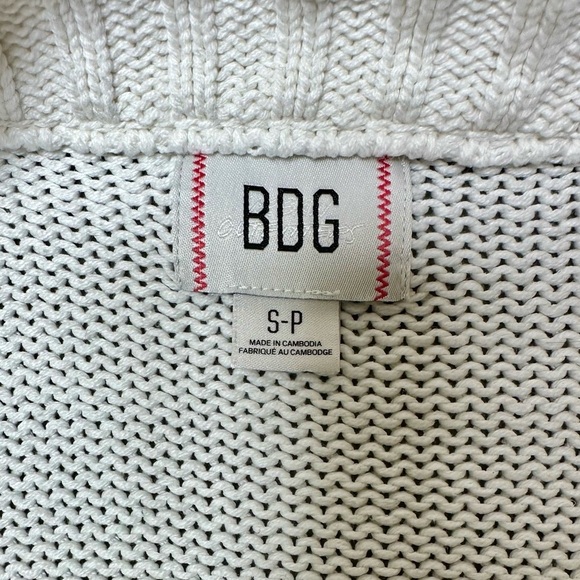 BDG
S-P
MADE IN CAMBODIA
FABRIQUÉ AU CAMBODGE